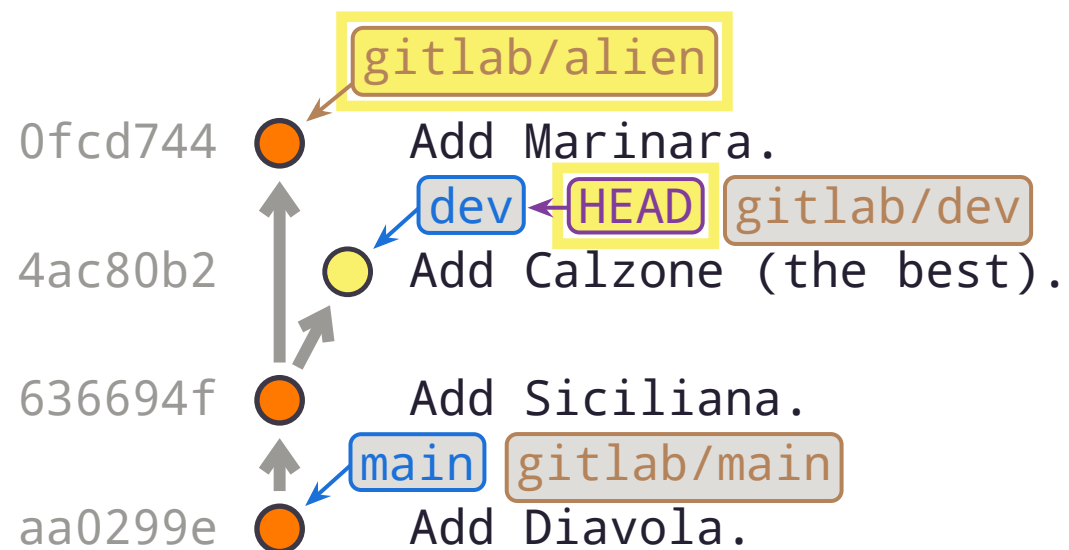 gitlab/alien
0fcd744 Add Marinara.
dev HEAD gitlab/dev
4ac80b2 Add Calzone (the best).
636694f Add Siciliana.
main gitlab/main
aa0299e Add Diavola.